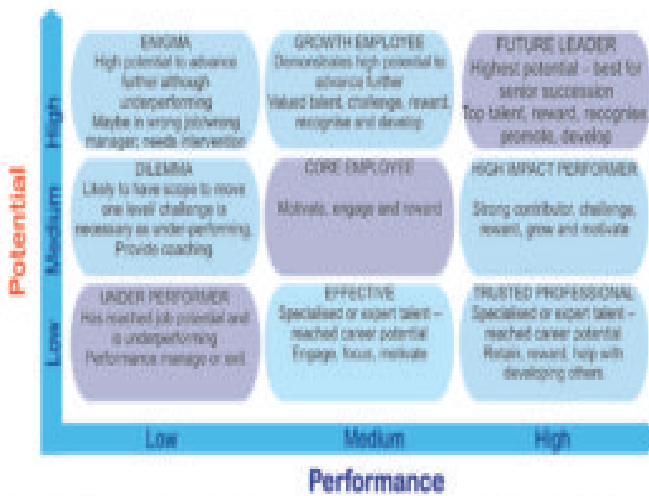 ENIGMA
High potential to advance
further although
underperforming
Maybe in wrong job/wrong
manager, needs intervention
GROWTH EMPLOYEE
Demonstrates high potential to
advance further
Valued talent, challenge, reward,
recognise and develop
FUTURE LEADER
Highest potential – best for
senior succession
Top talent, reward, recognise
promote, develop
High
DILEMMA
Likely to have scope to move
one level challenge is
necessary as under-performing.
Provide coaching
CORE EMPLOYEE
Motivate, engage and reward
HIGH IMPACT PERFORMER
Strong contributor, challenge,
reward, grow and motivate
Medium
Potential
UNDER PERFORMER
Has reached job potential and
is underperforming
Performance manage or exit
EFFECTIVE
Specialised or expert talent –
reached career potential
Engage, focus, motivate
TRUSTED PROFESSIONAL
Specialised or expert talent –
reached career potential
Retain, reward, help with
developing others
Low
Low
Medium
High
Performance